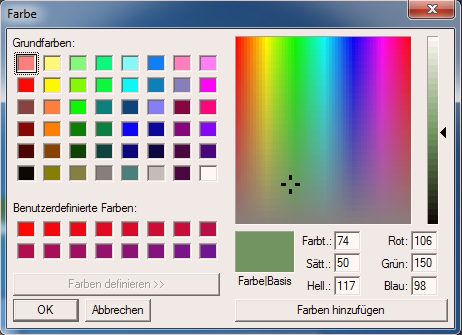 Farbe
Grundfarben:
Benutzerdefinierte Farben:
Farben definieren >>
OK
Abbrechen
Farbe|Basis
Farbt.: 74
Sätt.: 50
Hell.: 117
Rot: 106
Grün: 150
Blau: 98
Farben hinzufügen